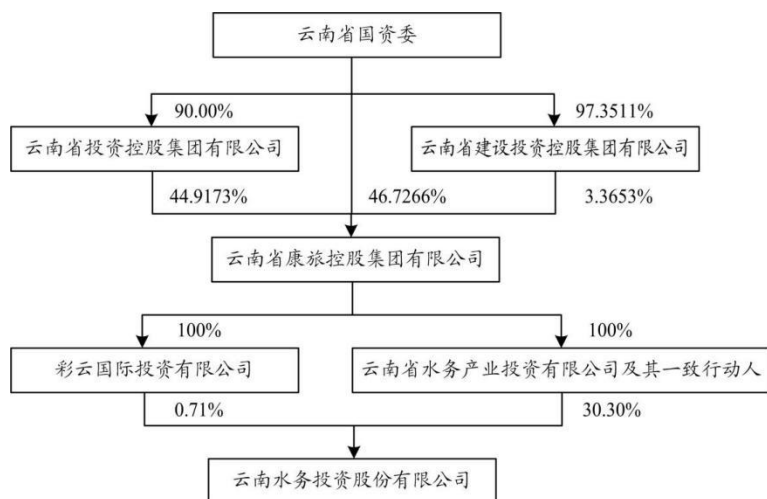 云南省国资委
90.00%
97.3511%
云南省投资控股集团有限公司
云南省建设投资控股集团有限公司
44.9173%
46.7266%
3.3653%
云南省康旅控股集团有限公司
100%
100%
彩云国际投资有限公司
云南省水务产业投资有限公司及其一致行动人
0.71%
30.30%
云南水务投资股份有限公司